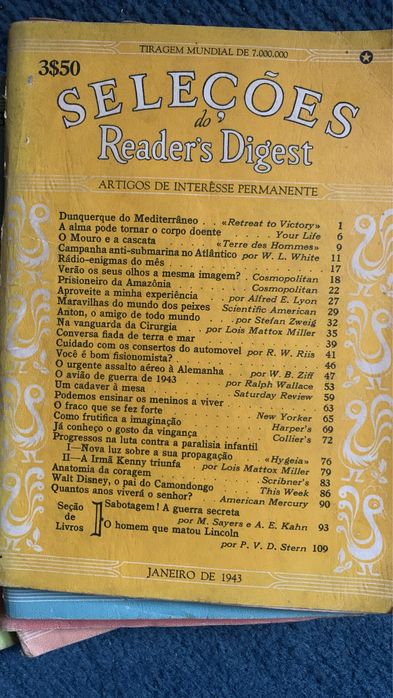 TIRAGEM MUNDIAL DE 7.000.000
3$50
SELEÇÕES
do
Reader's Digest
ARTIGOS DE INTERÊSSE PERMANENTE
Dunquerque do Mediterrâneo . . «Retreat to Victory» 1
A alma pode tornar o corpo doente . . Your Life 6
O Mouro e a cascata . . «Terre des Hommes» 9
Campanha anti-submarina no Atlântico por W. L. White 11
Rádio-enigmas do mês . . 17
Verão os seus olhos a mesma imagem? . Cosmopolitan 18
Prisioneiro da Amazônia . . Cosmopolitan 22
Aproveite a minha experiência . . por Alfred E. Lyon 27
Maravilhas do mundo dos peixes . Scientific American 29
Anton, o amigo de todo mundo . . por Stefan Zweig 32
Na vanguarda da Cirurgia . por Lois Mattox Miller 35
Conversa fiada de terra e mar . . 39
Cuidado com os consertos do automovel por R. W. Riis 41
Você é bom fisionomista? . . 46
O urgente assalto aéreo à Alemanha . . por W. B. Ziff 47
O avião de guerra de 1943 . . por Ralph Wallace 53
Um cadáver à mesa . . Saturday Review 59
Podemos ensinar os meninos a viver . . 63
O fraco que se fez forte . . New Yorker 65
Como frutifica a imaginação . . Harper's 69
Já conheço o gosto da vingança . . Collier's 72
Progressos na luta contra a paralisia infantil
I—Nova luz sobre a sua propagação . . «Hygeia» 76
II—A Irmã Kenny triunfa . . por Lois Mattox Miller 79
Anatomia da coragem . . Scribner's 83
Walt Disney, o pai do Camondongo . . This Week 86
Quantos anos viverá o senhor? . . American Mercury 90
Seção de Livros
Sabotagem! A guerra secreta
por M. Sayers e A. E. Kahn 93
O homem que matou Lincoln
por P. V. D. Stern 109
JANEIRO DE 1943